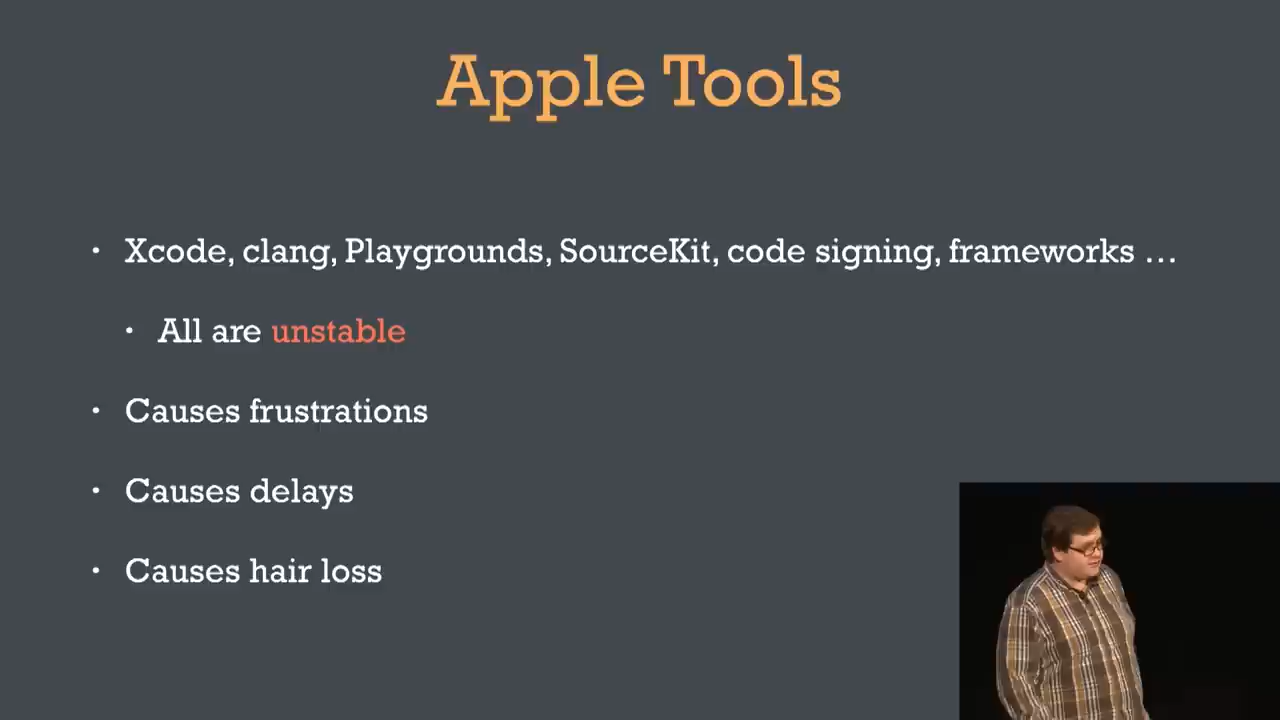 Apple Tools
• Xcode, clang, Playgrounds, SourceKit, code signing, frameworks …
• All are unstable
• Causes frustrations
• Causes delays
• Causes hair loss